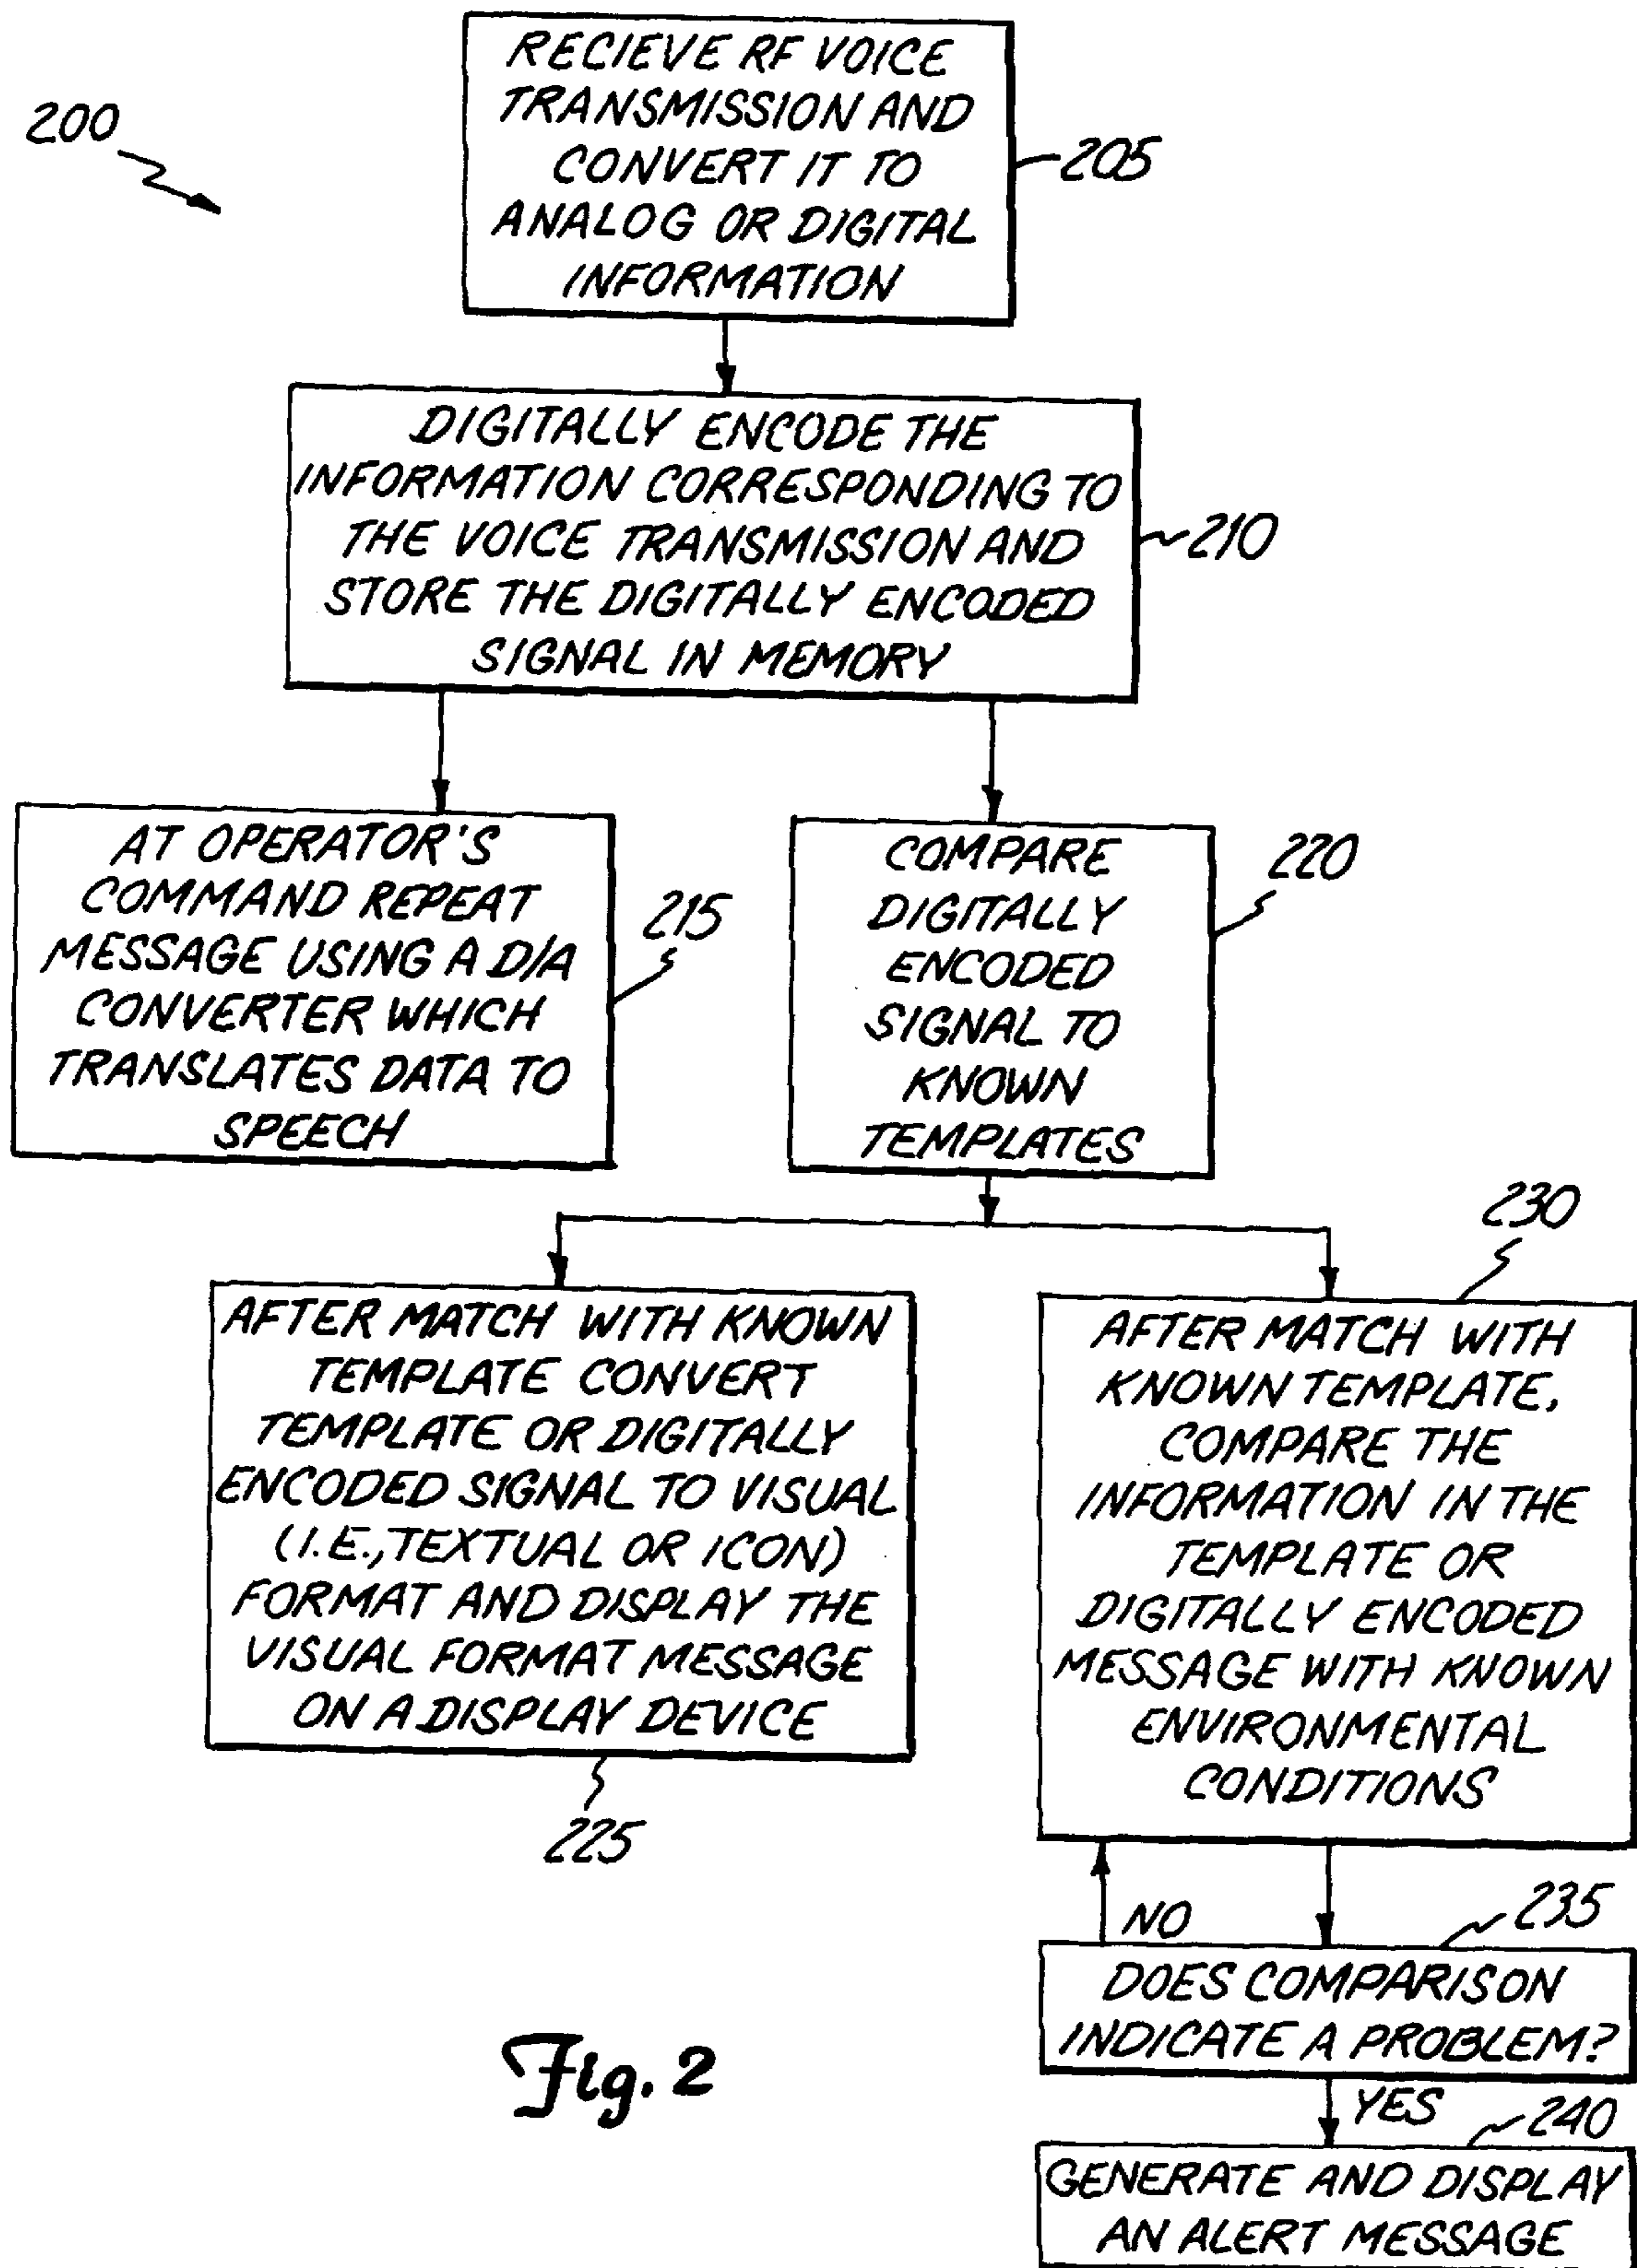 200
RECIEVE RF VOICE
TRANSMISSION AND
CONVERT IT TO
ANALOG OR DIGITAL
INFORMATION
205
DIGITALLY ENCODE THE
INFORMATION CORRESPONDING TO
THE VOICE TRANSMISSION AND
STORE THE DIGITALLY ENCODED
SIGNAL IN MEMORY
210
AT OPERATOR'S
COMMAND REPEAT
MESSAGE USING A D/A
CONVERTER WHICH
TRANSLATES DATA TO
SPEECH
215
COMPARE
DIGITALLY
ENCODED
SIGNAL TO
KNOWN
TEMPLATES
220
AFTER MATCH WITH KNOWN
TEMPLATE CONVERT
TEMPLATE OR DIGITALLY
ENCODED SIGNAL TO VISUAL
(I.E., TEXTUAL OR ICON)
FORMAT AND DISPLAY THE
VISUAL FORMAT MESSAGE
ON A DISPLAY DEVICE
225
230
AFTER MATCH WITH
KNOWN TEMPLATE,
COMPARE THE
INFORMATION IN THE
TEMPLATE OR
DIGITALLY ENCODED
MESSAGE WITH KNOWN
ENVIRONMENTAL
CONDITIONS
NO
235
DOES COMPARISON
INDICATE A PROBLEM?
YES
240
GENERATE AND DISPLAY
AN ALERT MESSAGE
Fig. 2